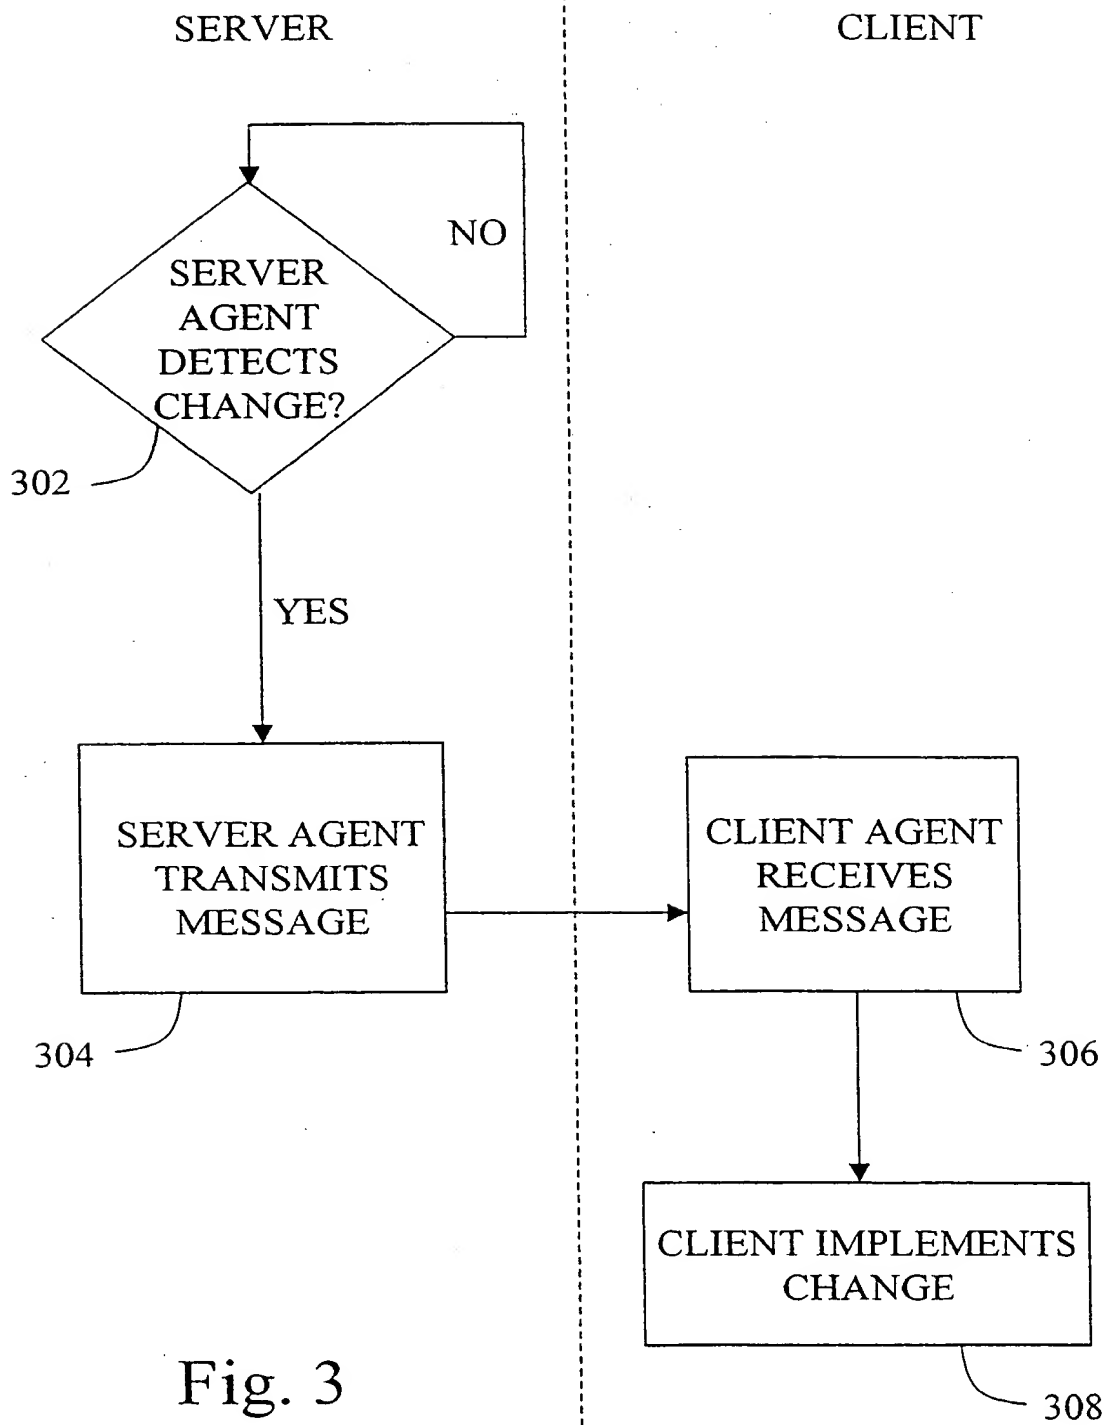 SERVER
CLIENT
NO
SERVER
AGENT
DETECTS
CHANGE?
302
YES
SERVER AGENT
TRANSMITS
MESSAGE
304
CLIENT AGENT
RECEIVES
MESSAGE
306
CLIENT IMPLEMENTS
CHANGE
308
Fig. 3